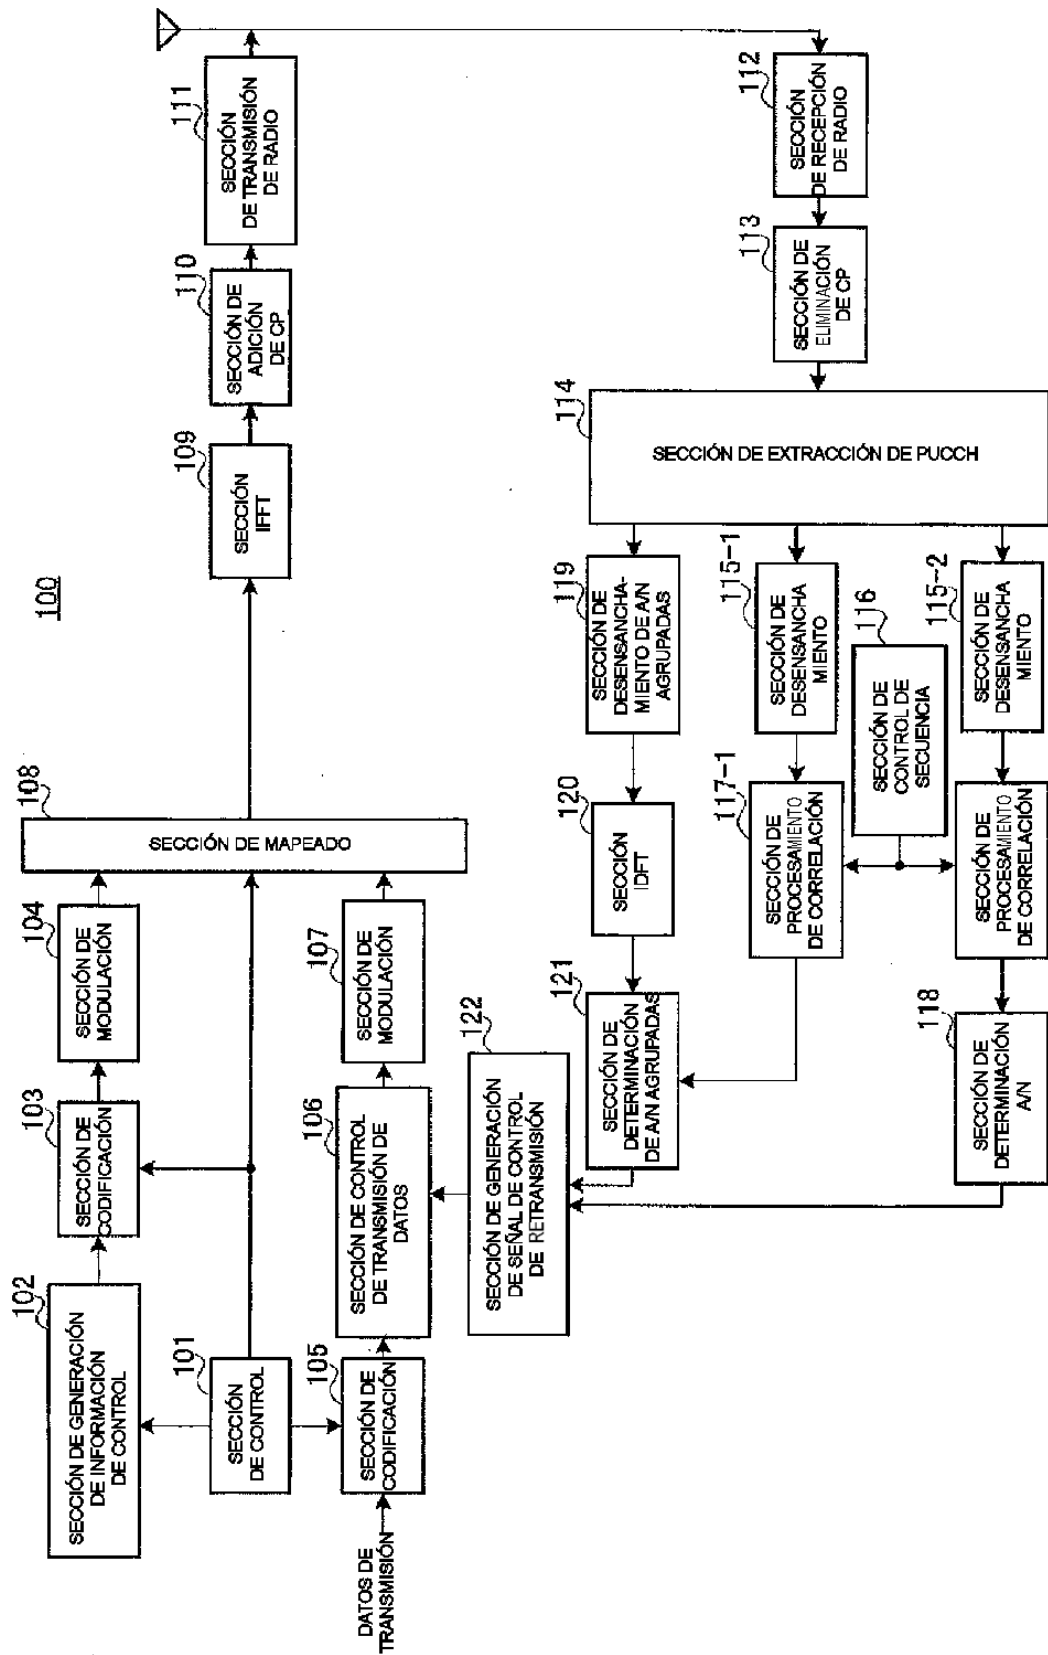 100
102
SECCIÓN DE GENERACIÓN
DE INFORMACIÓN
DE CONTROL
103
SECCIÓN DE
CODIFICACIÓN
104
SECCIÓN DE
MODULACIÓN
108
SECCIÓN DE MAPEADO
101
SECCIÓN
DE CONTROL
109
SECCIÓN
IFFT
110
SECCIÓN DE
ADICIÓN
DE CP
111
SECCIÓN
DE TRANSMISIÓN
DE RADIO
DATOS DE
TRANSMISIÓN
105
SECCIÓN DE
CODIFICACIÓN
106
SECCIÓN DE CONTROL
DE TRANSMISIÓN DE
DATOS
107
SECCIÓN DE
MODULACIÓN
122
SECCIÓN DE GENERACIÓN
DE SEÑAL DE CONTROL
DE RETRANSMISIÓN
121
SECCIÓN DE
DETERMINACIÓN
DE A/N AGRUPADAS
120
SECCIÓN
IDFT
119
SECCIÓN DE
DESENSANCHA-
MIENTO DE A/N
AGRUPADAS
114
SECCIÓN DE EXTRACCIÓN DE PUCCH
113
SECCIÓN DE
ELIMINACIÓN
DE CP
112
SECCIÓN
DE RECEPCIÓN
DE RADIO
117-1
SECCIÓN DE
PROCESAMIENTO
DE CORRELACIÓN
115-1
SECCIÓN DE
DESENSANCHA
MIENTO
116
SECCIÓN DE
CONTROL DE
SECUENCIA
118
SECCIÓN DE
DETERMINACIÓN
A/N
SECCIÓN DE
PROCESAMIENTO
DE CORRELACIÓN
115-2
SECCIÓN DE
DESENSANCHA
MIENTO